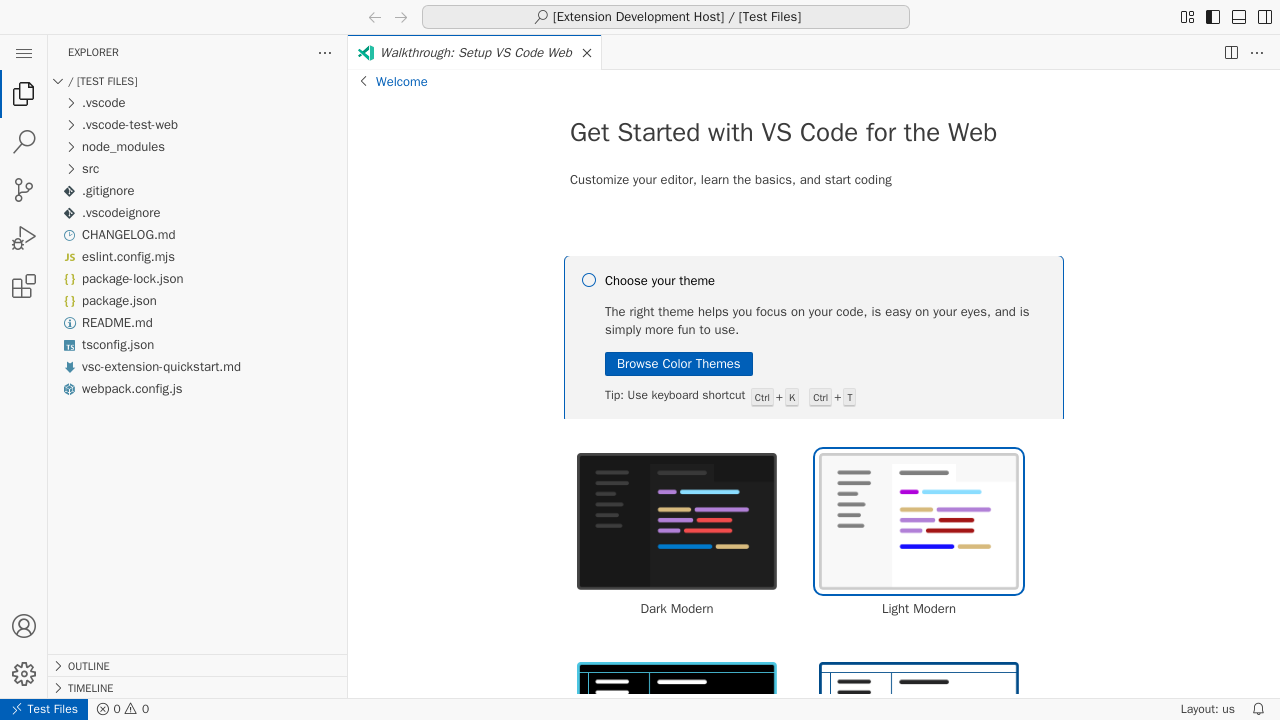 [Extension Development Host] / [Test Files]
EXPLORER
/ [TEST FILES]
.vscode
.vscode-test-web
node_modules
src
.gitignore
.vscodeignore
CHANGELOG.md
eslint.config.mjs
package-lock.json
package.json
README.md
tsconfig.json
vsc-extension-quickstart.md
webpack.config.js
OUTLINE
TIMELINE
Walkthrough: Setup VS Code Web
Welcome
Get Started with VS Code for the Web
Customize your editor, learn the basics, and start coding
Choose your theme
The right theme helps you focus on your code, is easy on your eyes, and is
simply more fun to use.
Browse Color Themes
Tip: Use keyboard shortcut Ctrl + K Ctrl + T
Dark Modern
Light Modern
Test Files
0
0
Layout: us